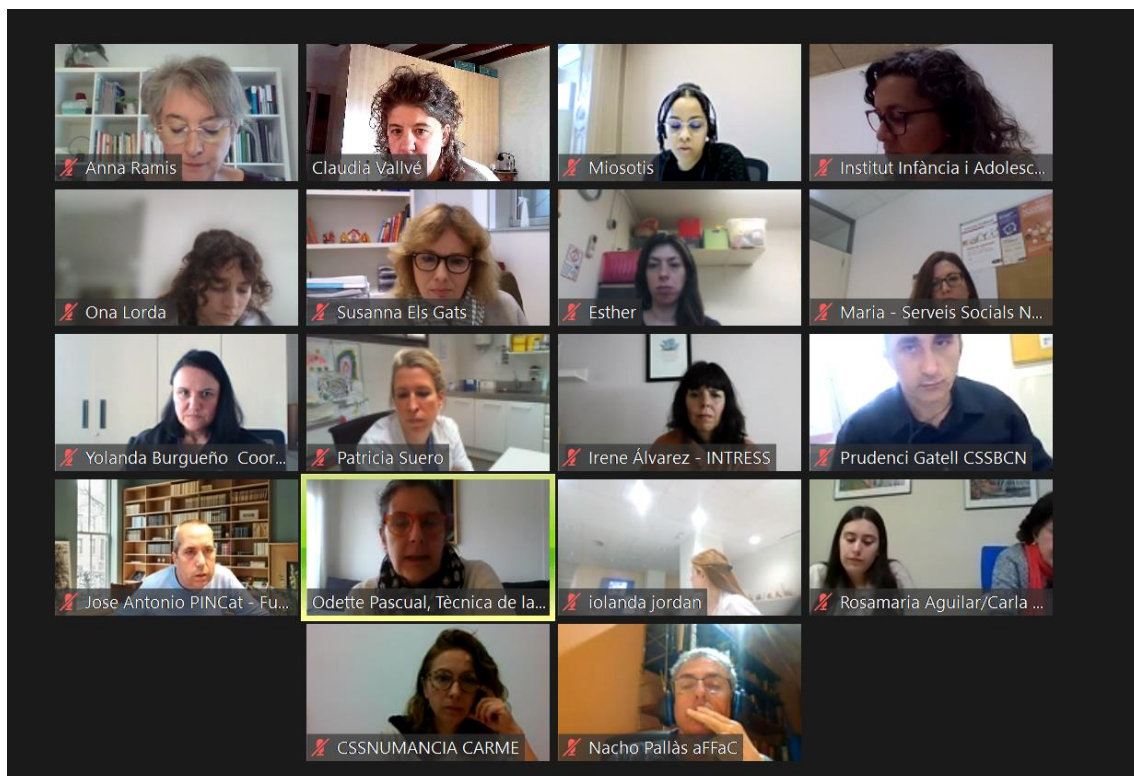 Anna Ramis
Claudia Vallvé
Miosotis
Institut Infància i Adolesc...
Ona Lorda
Susanna Els Gats
Esther
Maria - Serveis Socials N...
Yolanda Burgueño Coor...
Patricia Suero
Irene Álvarez - INTRESS
Prudenci Gatell CSSBCN
Jose Antonio PINCat - Fu...
Odette Pascual, Tècnica de la...
iolanda jordan
Rosamaria Aguilar/Carla ...
CSSNUMANCIA CARME
Nacho Pallàs aFFaC